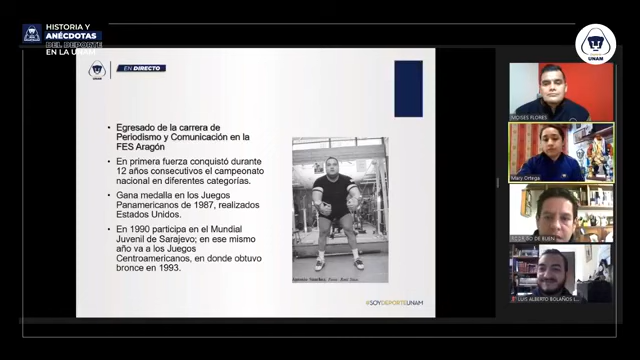 HISTORIA Y
ANÉCDOTAS
DEL DEPORTE
EN LA UNAM
UNAM
EN DIRECTO
UNAM
• Egresado de la carrera de
Periodismo y Comunicación en la
FES Aragón
• En primera fuerza conquistó durante
12 años consecutivos el campeonato
nacional en diferentes categorías.
• Gana medalla en los Juegos
Panamericanos de 1987, realizados
Estados Unidos.
• En 1990 participa en el Mundial
Juvenil de Sarajevo; en ese mismo
año va a los Juegos
Centroamericanos, en donde obtuvo
bronce en 1993.
#SOYDEPORTEUNAM
MOISES FLORES
Mary Ortega
DE BUEN
LUIS ALBERTO BOLAÑOS